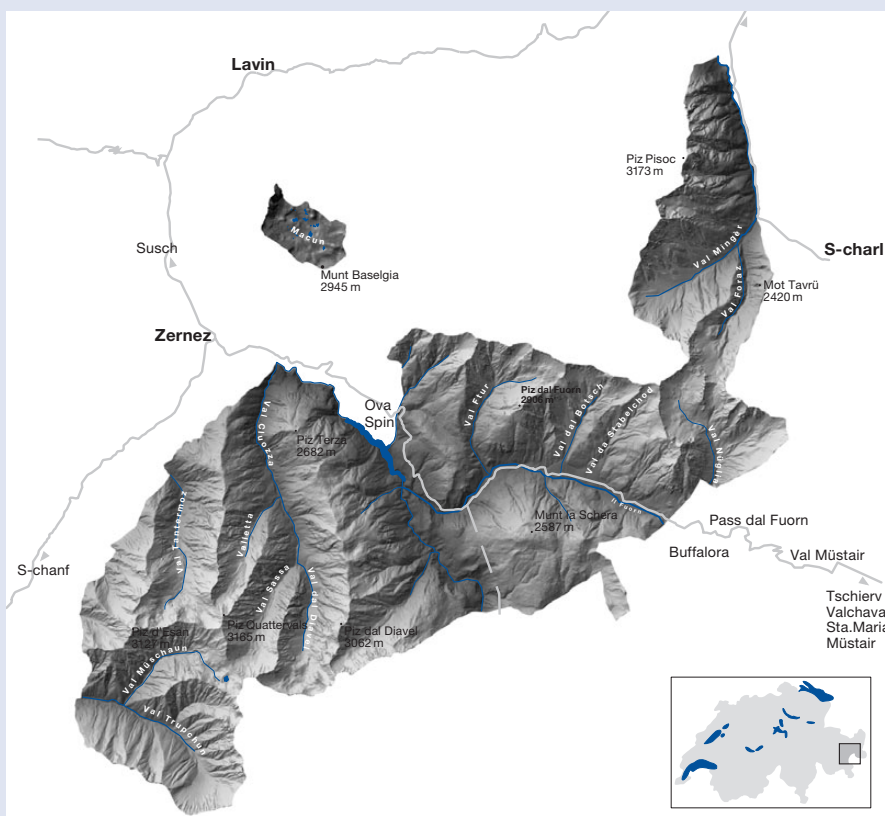 Lavin
Piz Pisoc
3173 m
Macun
Susch
Munt Baselgia
2945 m
Val Mingèr
S-charl
Val Foraz
Mot Tavrü
2420 m
Zernez
Ova
Spin
Val Cluozza
Piz Terza
2682 m
Val Ftur
Piz dal Fuorn
2906 m
Val dal Botsch
Val da Stabelchod
Val Nüglia
Il Fuorn
Munt la Schera
2587 m
Pass dal Fuorn
Buffalora
Val Müstair
Val Tantermoz
Valletta
Val Sassa
Val dal Diavel
S-chanf
Piz d'Esan
3127 m
Piz Quattervals
3165 m
Piz dal Diavel
3062 m
Val Müschauns
Val Trupchun
Tschierv
Valchava
Sta.Maria
Müstair